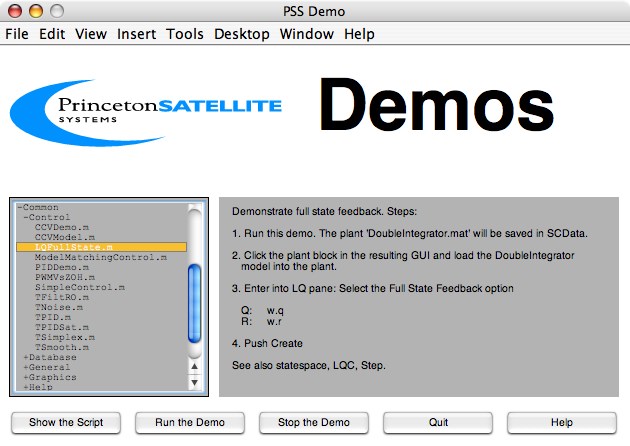 PSS Demo
File Edit View Insert Tools Desktop Window Help
PrincetonSATELLITE
SYSTEMS
Demos
-Common
-Control
CCVDemo.m
CCVModel.m
LQFullState.m
ModelMatchingControl.m
PIDDemo.m
PWMVsZOH.m
SimpleControl.m
TFiltRO.m
TNoise.m
TPID.m
TPIDSat.m
TSimplex.m
TSmooth.m
+Database
+General
+Graphics
+Help
Demonstrate full state feedback. Steps:
1. Run this demo. The plant 'DoubleIntegrator.mat' will be saved in SCData.
2. Click the plant block in the resulting GUI and load the DoubleIntegrator
model into the plant.
3. Enter into LQ pane: Select the Full State Feedback option
Q: w.q
R: w.r
4. Push Create
See also statespace, LQC, Step.
Show the Script
Run the Demo
Stop the Demo
Quit
Help